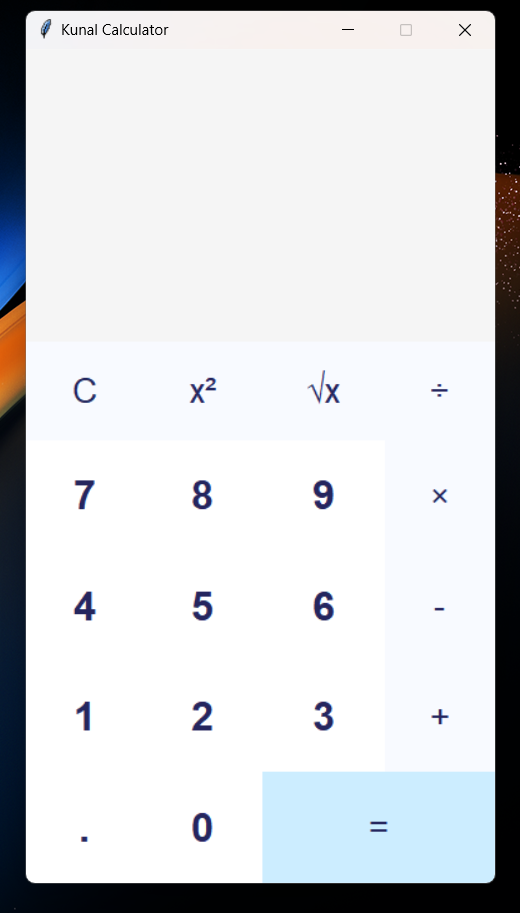 Kunal Calculator
C x² √x ÷
7 8 9 ×
4 5 6 -
1 2 3 +
. 0 =